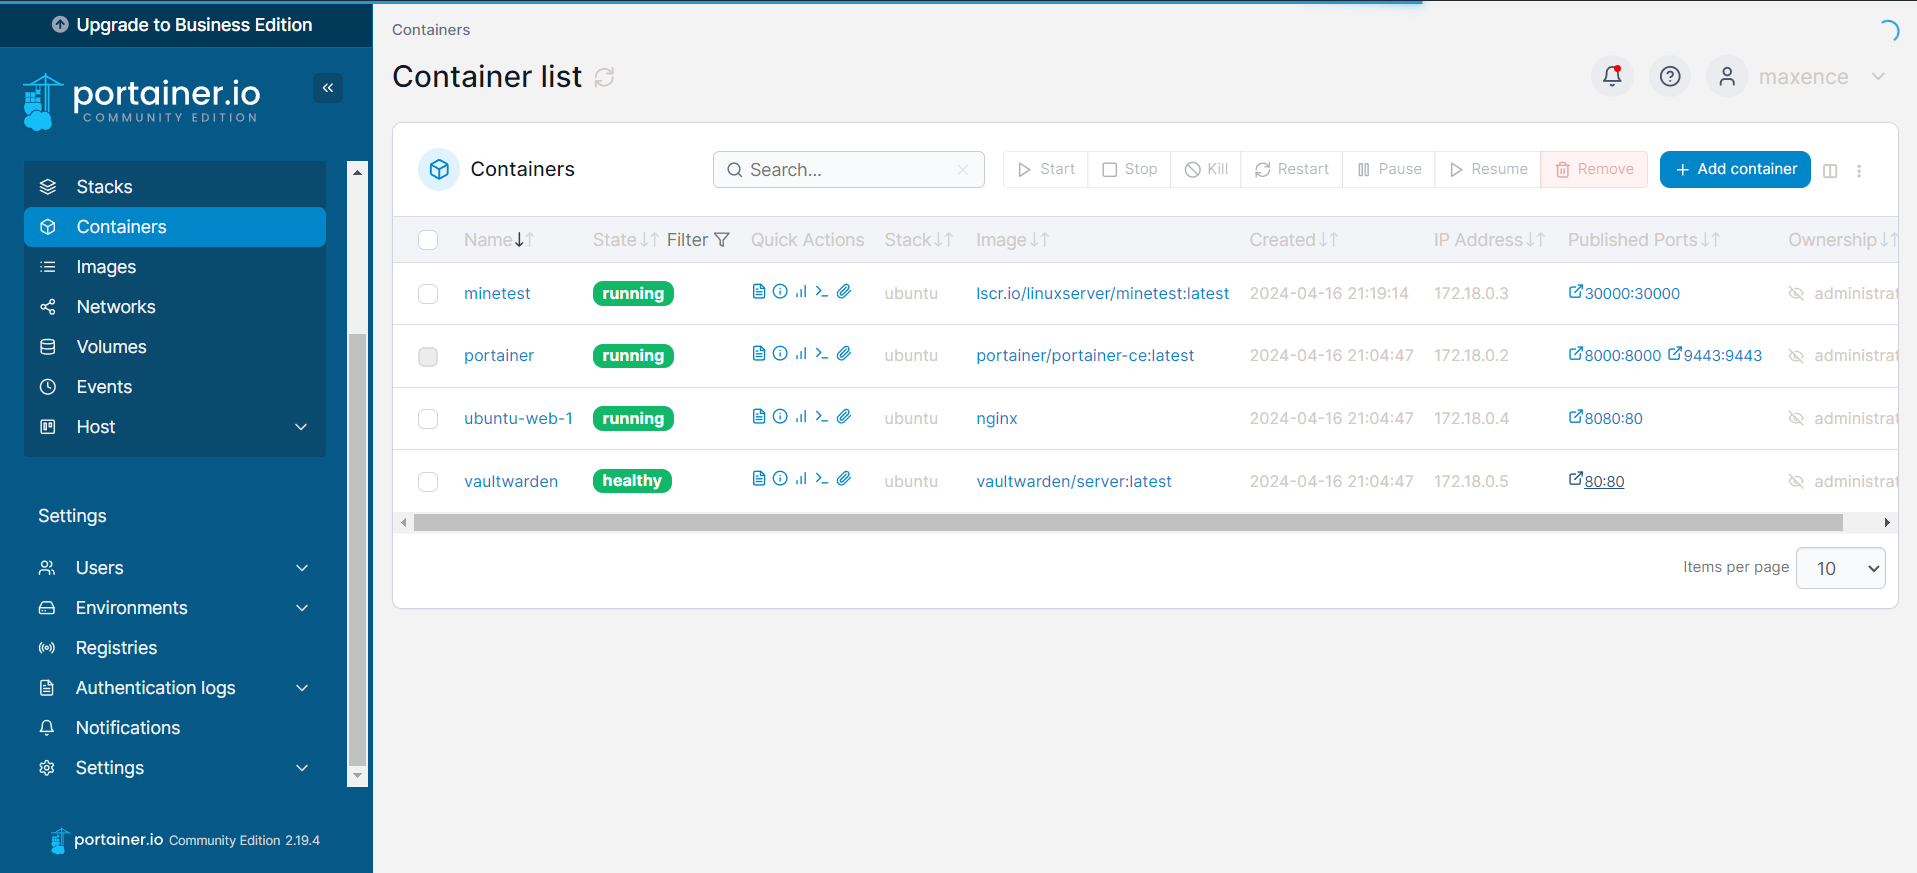 Upgrade to Business Edition
portainer.io
COMMUNITY EDITION
Stacks
Containers
Images
Networks
Volumes
Events
Host
Settings
Users
Environments
Registries
Authentication logs
Notifications
Settings
portainer.io Community Edition 2.19.4
Containers
Container list
maxence
Containers
Search...
Start Stop Kill Restart Pause Resume Remove Add container
Name State Filter Quick Actions Stack Image Created IP Address Published Ports Ownership
minetest running ubuntu lscr.io/linuxserver/minetest:latest 2024-04-16 21:19:14 172.18.0.3 30000:30000 administrat
portainer running ubuntu portainer/portainer-ce:latest 2024-04-16 21:04:47 172.18.0.2 8000:8000 9443:9443 administrat
ubuntu-web-1 running ubuntu nginx 2024-04-16 21:04:47 172.18.0.4 8080:80 administrat
vaultwarden healthy ubuntu vaultwarden/server:latest 2024-04-16 21:04:47 172.18.0.5 80:80 administrat
Items per page 10